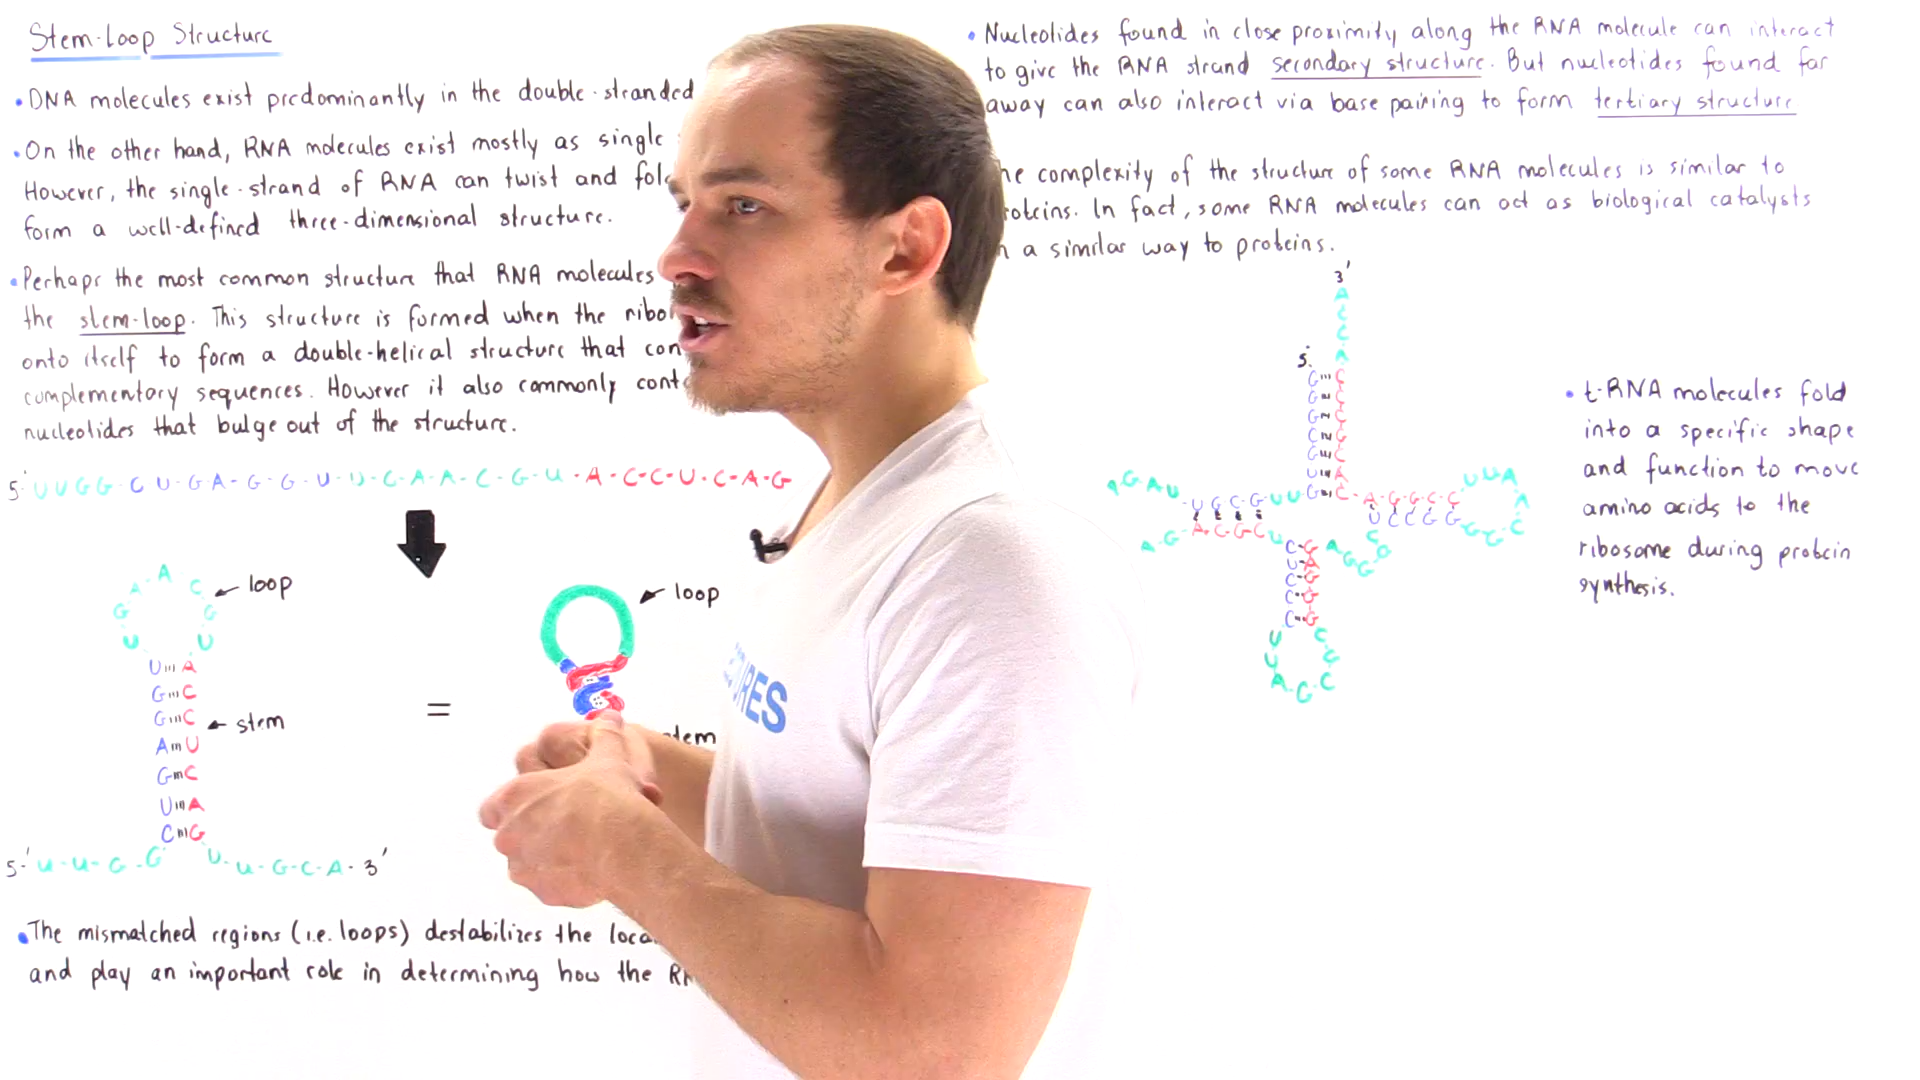 Stem-Loop Structure
• DNA molecules exist predominantly in the double-stranded
• On the other hand, RNA molecules exist mostly as single
However, the single-strand of RNA can twist and fol
form a well-defined three-dimensional structure.
• Perhaps the most common structure that RNA molecules
the stem-loop. This structure is formed when the ribo
onto itself to form a double-helical structure that con
complementary sequences. However it also commonly cont
nucleotides that bulge out of the structure.
5' U U G G - C U - G A - G - G - U - U - C - A - A - C - G - U - A - C - C - U - C - A - G
loop
A A C
G G
U U
U A
G C
G C
stem
A U
G C
U A
C G
5-' U - U - G - G U - U - G - C - A - 3'
=
loop
tem
• The mismatched regions (i.e. loops) destabilizes the loca
and play an important role in determining how the R
URES
• Nucleotides found in close proximity along the RNA molecule can interact
to give the RNA strand secondary structure. But nucleotides found far
away can also interact via base pairing to form tertiary structure
he complexity of the structure of some RNA molecules is similar to
roteins. In fact, some RNA molecules can act as biological catalysts
n a similar way to proteins.
3'
A
C
C
A
5'
G C
G C
G C
C G
G C
U A
A G A U U G C G U U G C - A - G - G - C - C U U A A
A G A C G C U U C C G G G G C
C G A G G C
U A
C G
C G
C G
U C
U C
A G C
• t-RNA molecules fold
into a specific shape
and function to move
amino acids to the
ribosome during protein
synthesis.